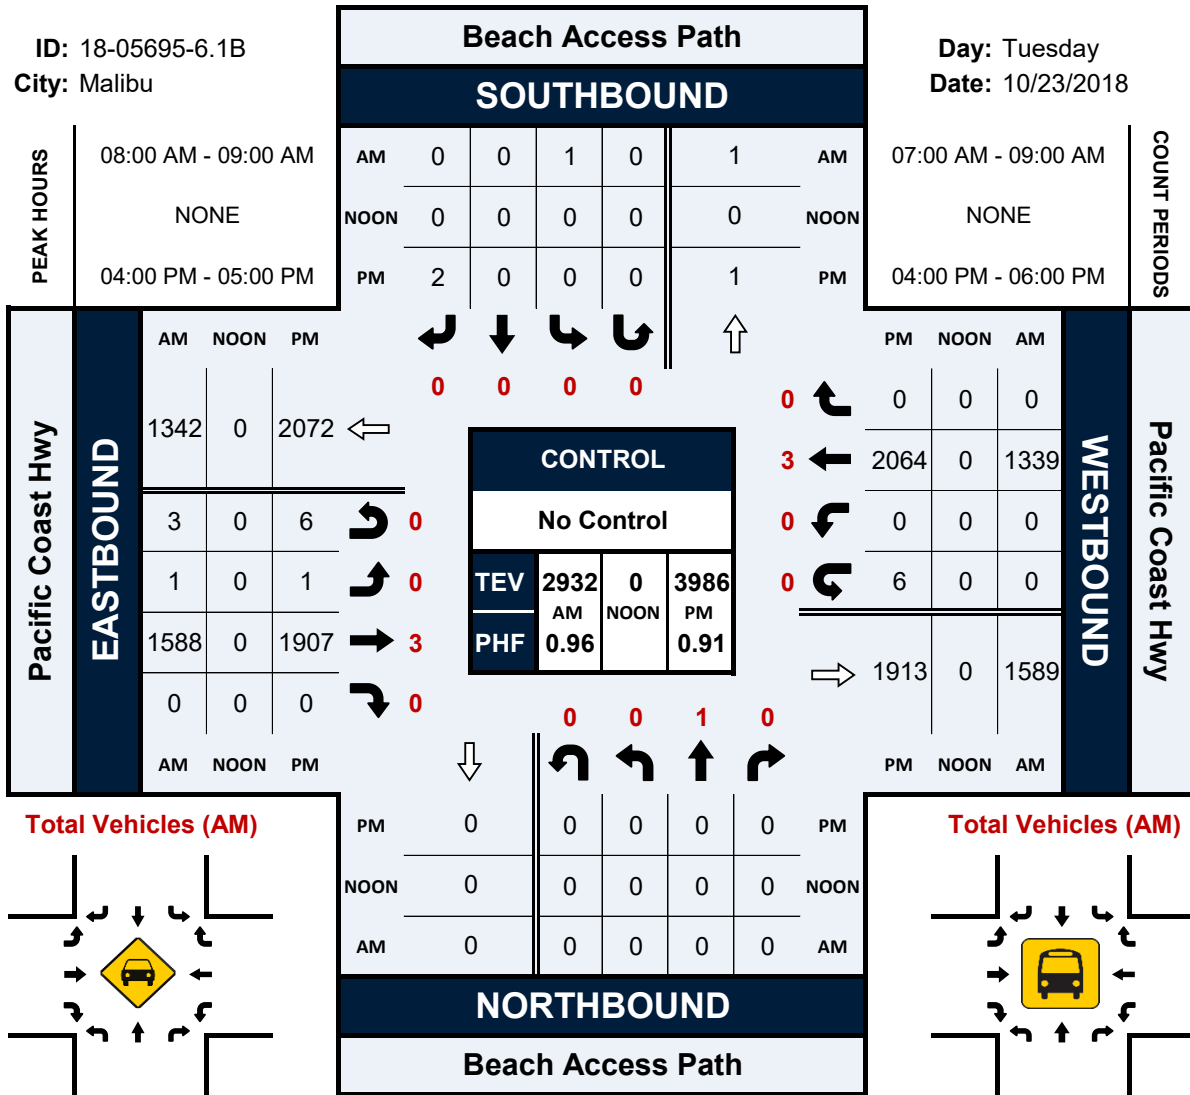 ID: 18-05695-6.1B
City: Malibu
Beach Access Path
SOUTHBOUND
Day: Tuesday
Date: 10/23/2018
PEAK HOURS
08:00 AM - 09:00 AM
NONE
04:00 PM - 05:00 PM
AM 0 0 1 0 1 AM
NOON 0 0 0 0 0 NOON
PM 2 0 0 0 1 PM
07:00 AM - 09:00 AM
NONE
04:00 PM - 06:00 PM
COUNT PERIODS
0 0 0 0
Pacific Coast Hwy
EASTBOUND
AM NOON PM
1342 0 2072
3 0 6 0
1 0 1 0
1588 0 1907 3
0 0 0 0
AM NOON PM
CONTROL
No Control
TEV 2932 0 3986
AM NOON PM
PHF 0.96 0.91
PM NOON AM
0 0 0 0
3 2064 0 1339
0 0 0 0
0 6 0 0
1913 0 1589
PM NOON AM
WESTBOUND
Pacific Coast Hwy
0 0 1 0
PM 0 0 0 0 0 PM
NOON 0 0 0 0 0 NOON
AM 0 0 0 0 0 AM
NORTHBOUND
Beach Access Path
Total Vehicles (AM)
Total Vehicles (AM)